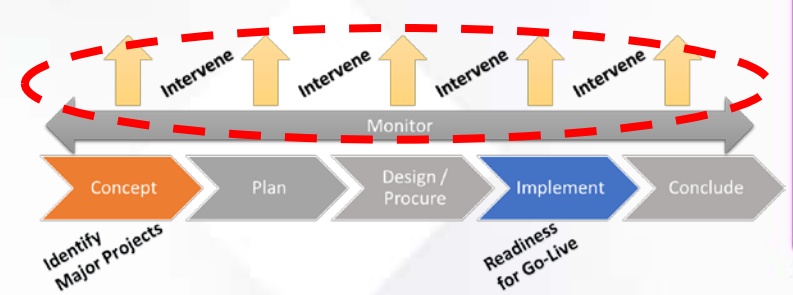 Intervene
Intervene
Intervene
Intervene
Monitor
Concept
Plan
Design /
Procure
Implement
Conclude
Identify
Major Projects
Readiness
for Go-Live